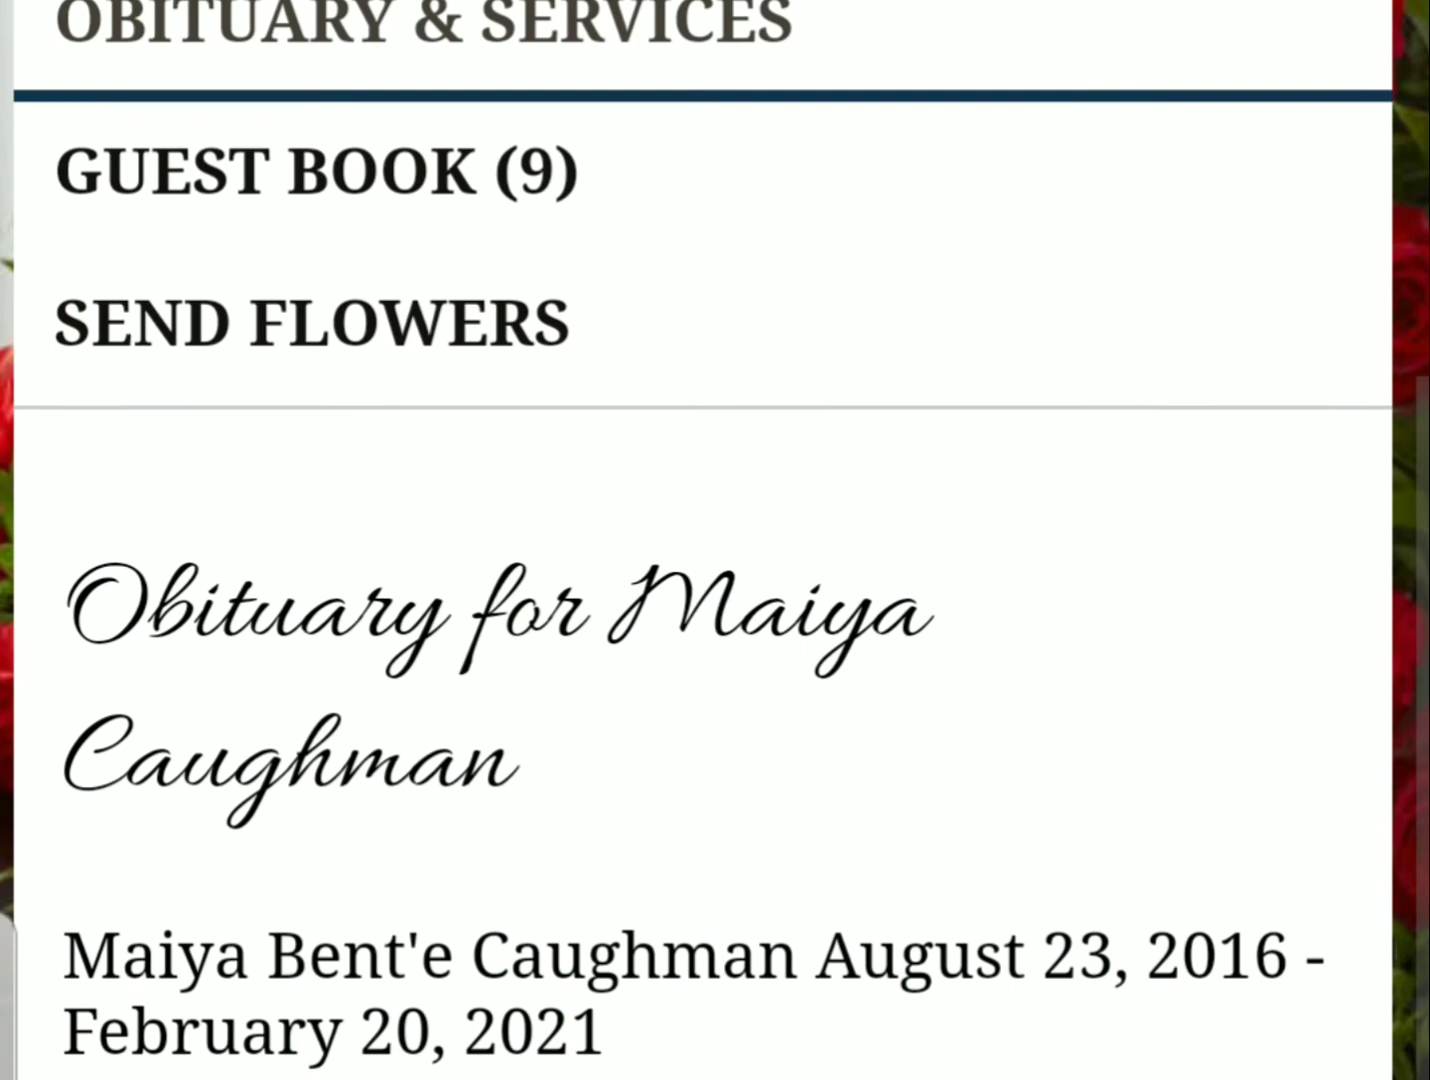 OBITUARY & SERVICES
GUEST BOOK (9)
SEND FLOWERS
Obituary for Maiya
Caughman
Maiya Bent'e Caughman August 23, 2016 -
February 20, 2021